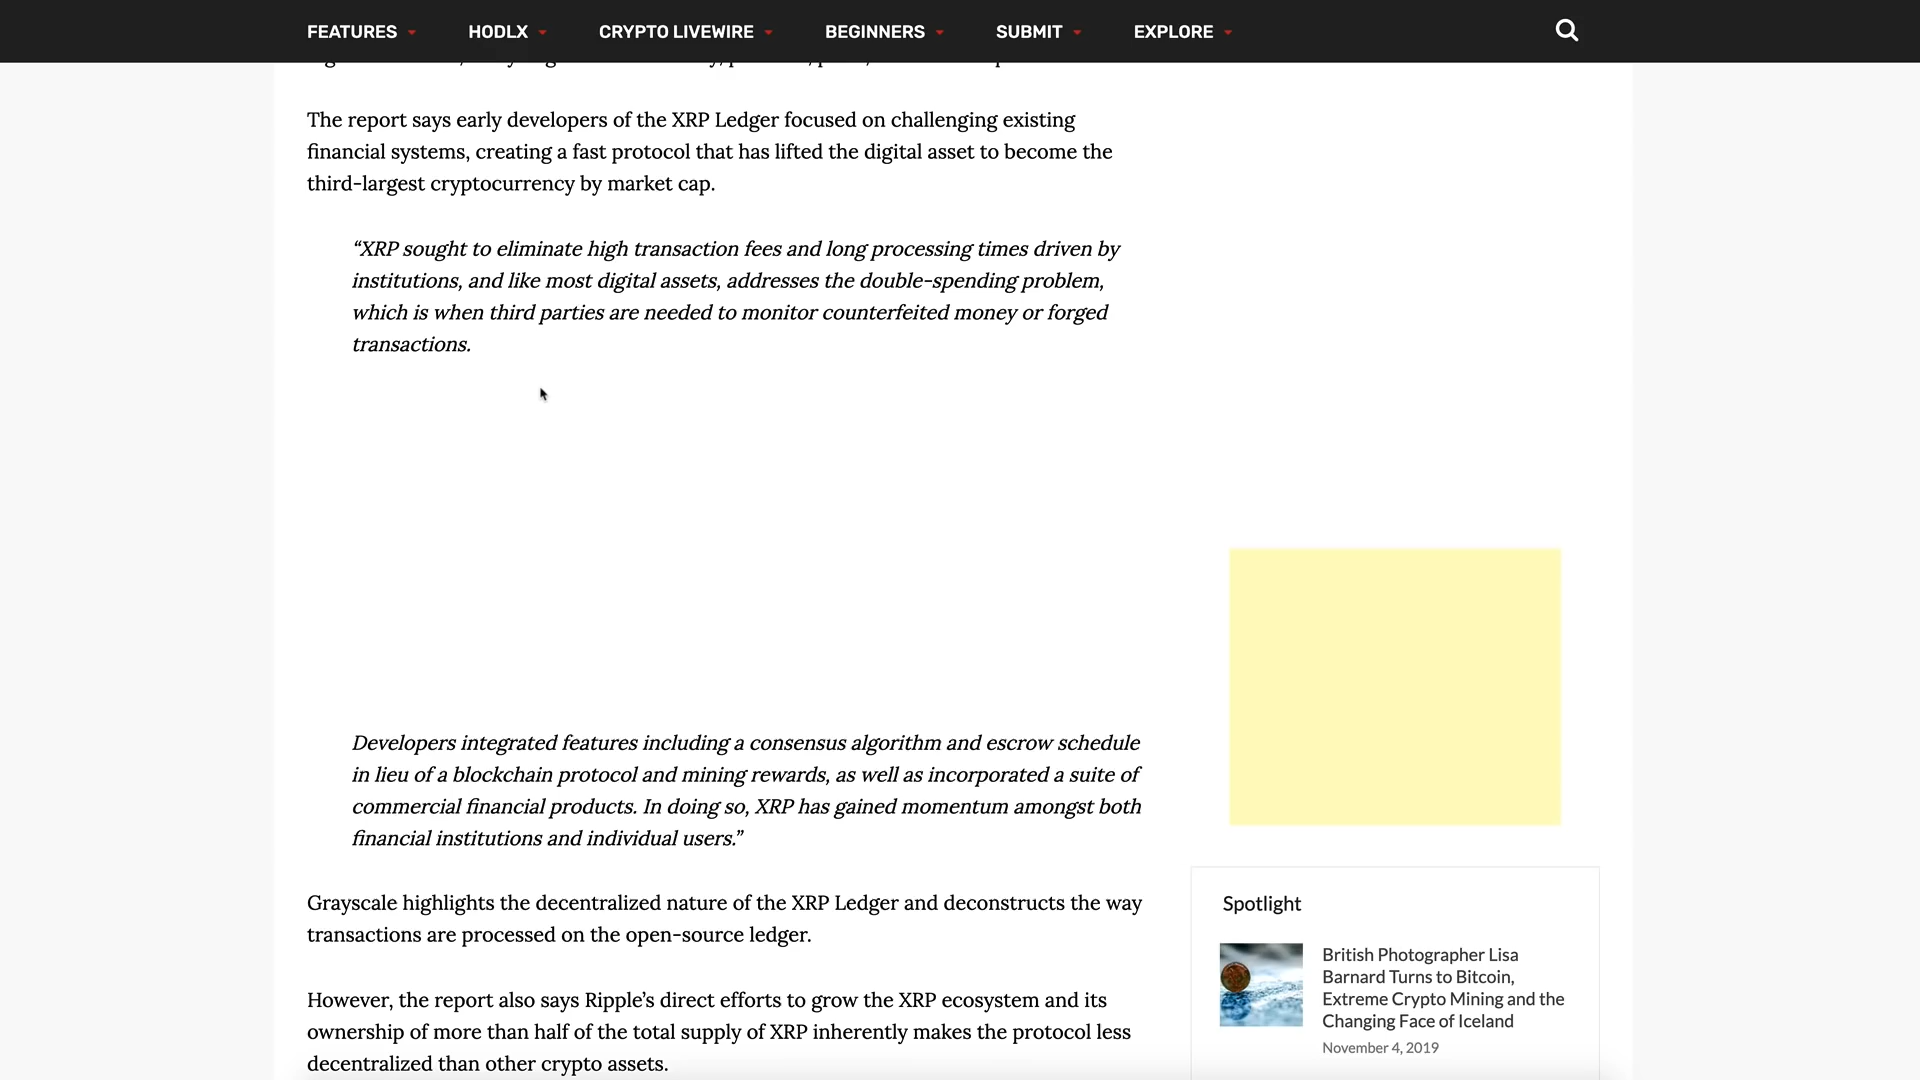 FEATURES HODLX CRYPTO LIVEWIRE BEGINNERS SUBMIT EXPLORE
The report says early developers of the XRP Ledger focused on challenging existing
financial systems, creating a fast protocol that has lifted the digital asset to become the
third-largest cryptocurrency by market cap.
“XRP sought to eliminate high transaction fees and long processing times driven by
institutions, and like most digital assets, addresses the double-spending problem,
which is when third parties are needed to monitor counterfeited money or forged
transactions.
Developers integrated features including a consensus algorithm and escrow schedule
in lieu of a blockchain protocol and mining rewards, as well as incorporated a suite of
commercial financial products. In doing so, XRP has gained momentum amongst both
financial institutions and individual users.”
Grayscale highlights the decentralized nature of the XRP Ledger and deconstructs the way
transactions are processed on the open-source ledger.
However, the report also says Ripple’s direct efforts to grow the XRP ecosystem and its
ownership of more than half of the total supply of XRP inherently makes the protocol less
decentralized than other crypto assets.
Spotlight
British Photographer Lisa
Barnard Turns to Bitcoin,
Extreme Crypto Mining and the
Changing Face of Iceland
November 4, 2019